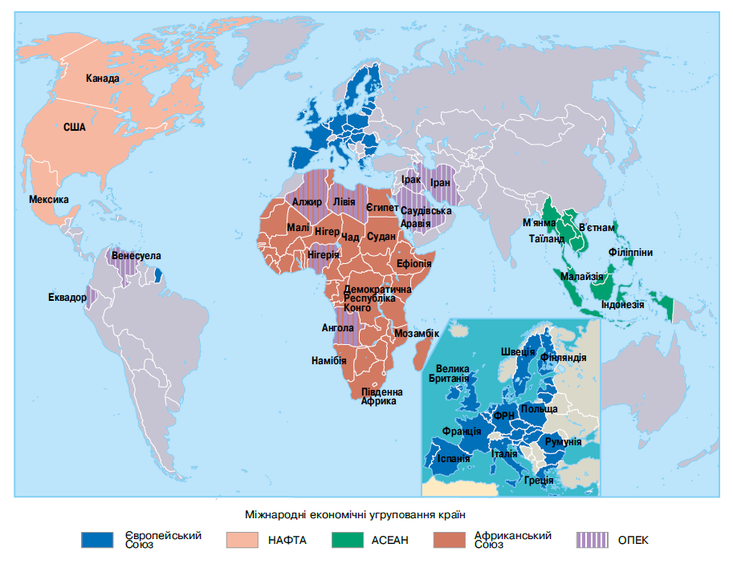 Канада
США
Мексика
Венесуела
Еквадор
Алжир
Лівія
Єгипет
Малі
Нігер
Чад
Судан
Нігерія
Ефіопія
Демократична
Республіка
Конго
Ангола
Мозамбік
Намібія
Південна
Африка
Ірак
Іран
Саудівська
Аравія
М'янма
Таїланд
В'єтнам
Філіппіни
Малайзія
Індонезія
Швеція
Фінляндія
Велика
Британія
ФРН
Польща
Франція
Румунія
Іспанія
Італія
Греція
Міжнародні економічні угруповання країн
Європейський
Союз
НАФТА
АСЕАН
Африканський
Союз
ОПЕК